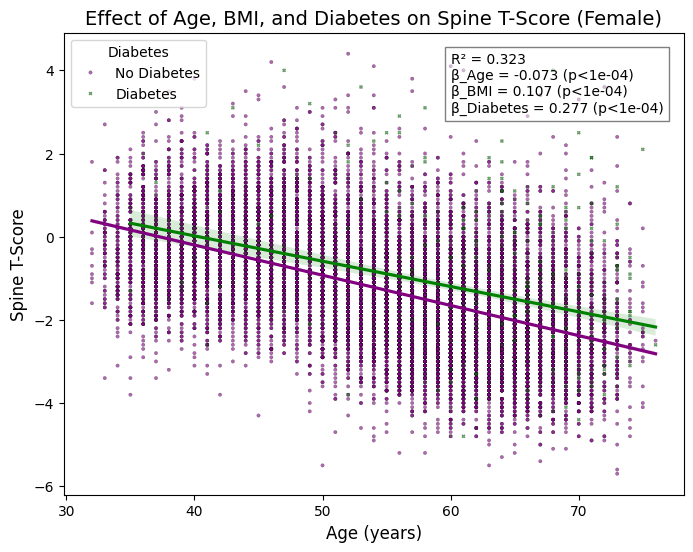 Effect of Age, BMI, and Diabetes on Spine T-Score (Female)
Diabetes
No Diabetes
Diabetes
R² = 0.323
β_Age = -0.073 (p<1e-04)
β_BMI = 0.107 (p<1e-04)
β_Diabetes = 0.277 (p<1e-04)
4
2
0
−2
−4
−6
Spine T-Score
30
40
50
60
70
Age (years)